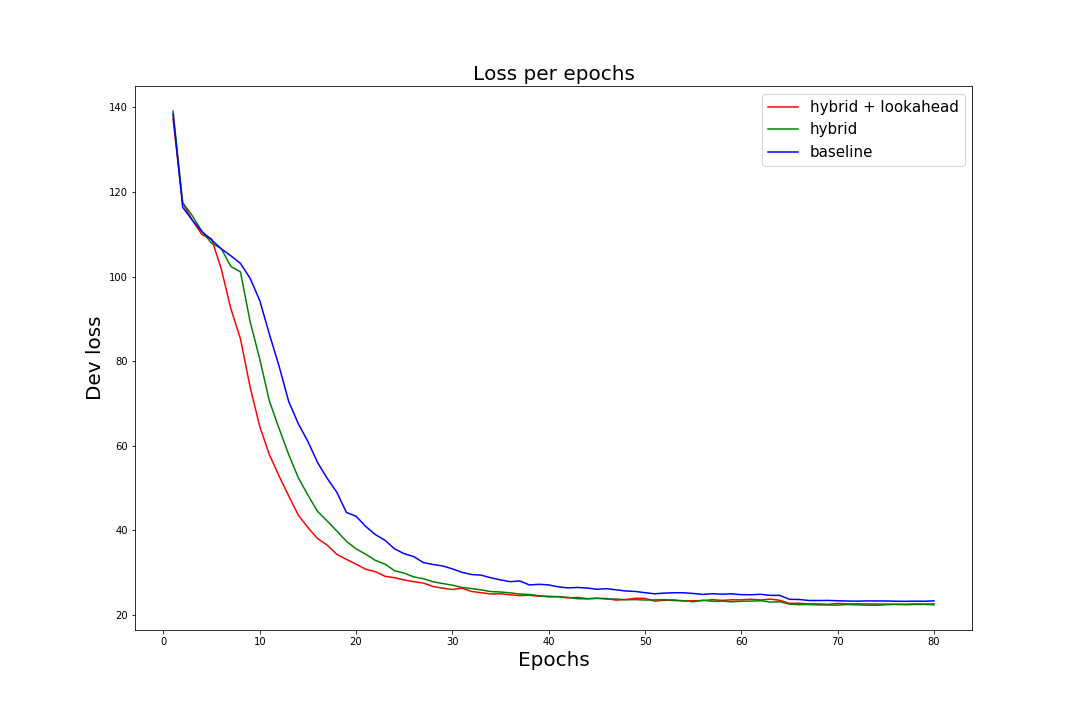 Loss per epochs
hybrid + lookahead
hybrid
baseline
140
120
100
80
60
40
20
Dev loss
0 10 20 30 40 50 60 70 80
Epochs